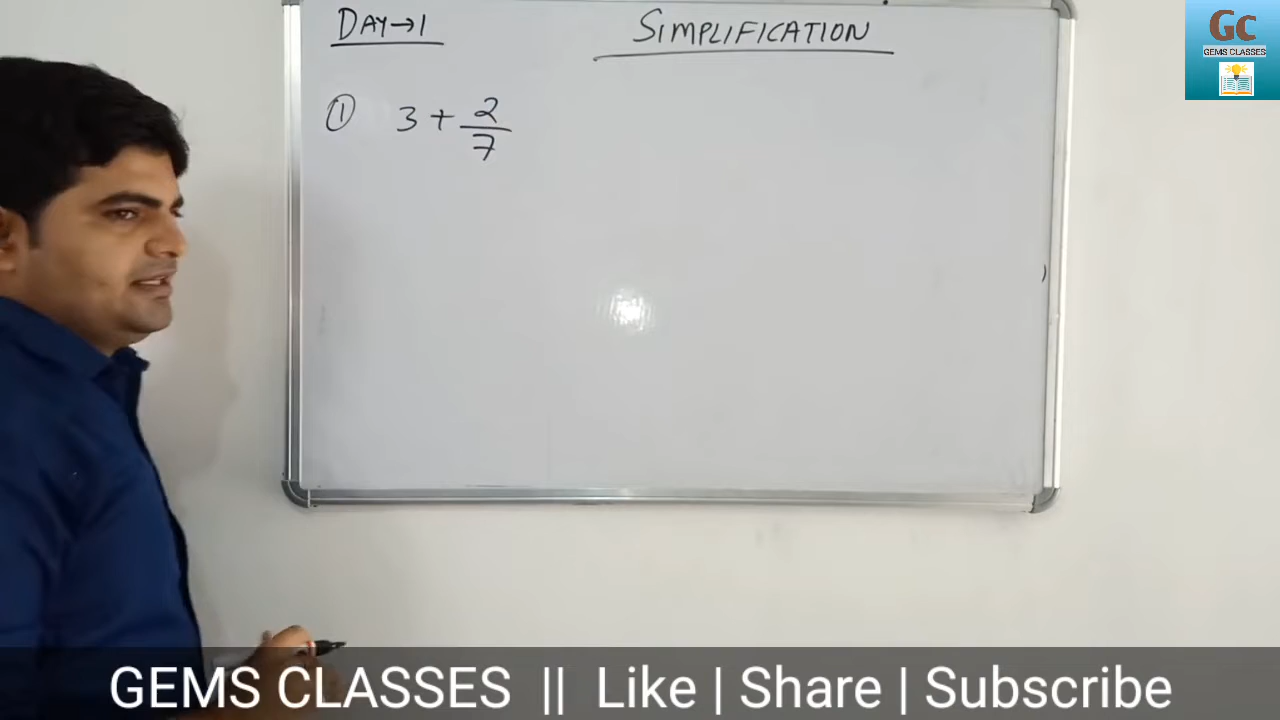 DAY→1
SIMPLIFICATION
① 3 + 2/7
GC
GEMS CLASSES
GEMS CLASSES || Like | Share | Subscribe